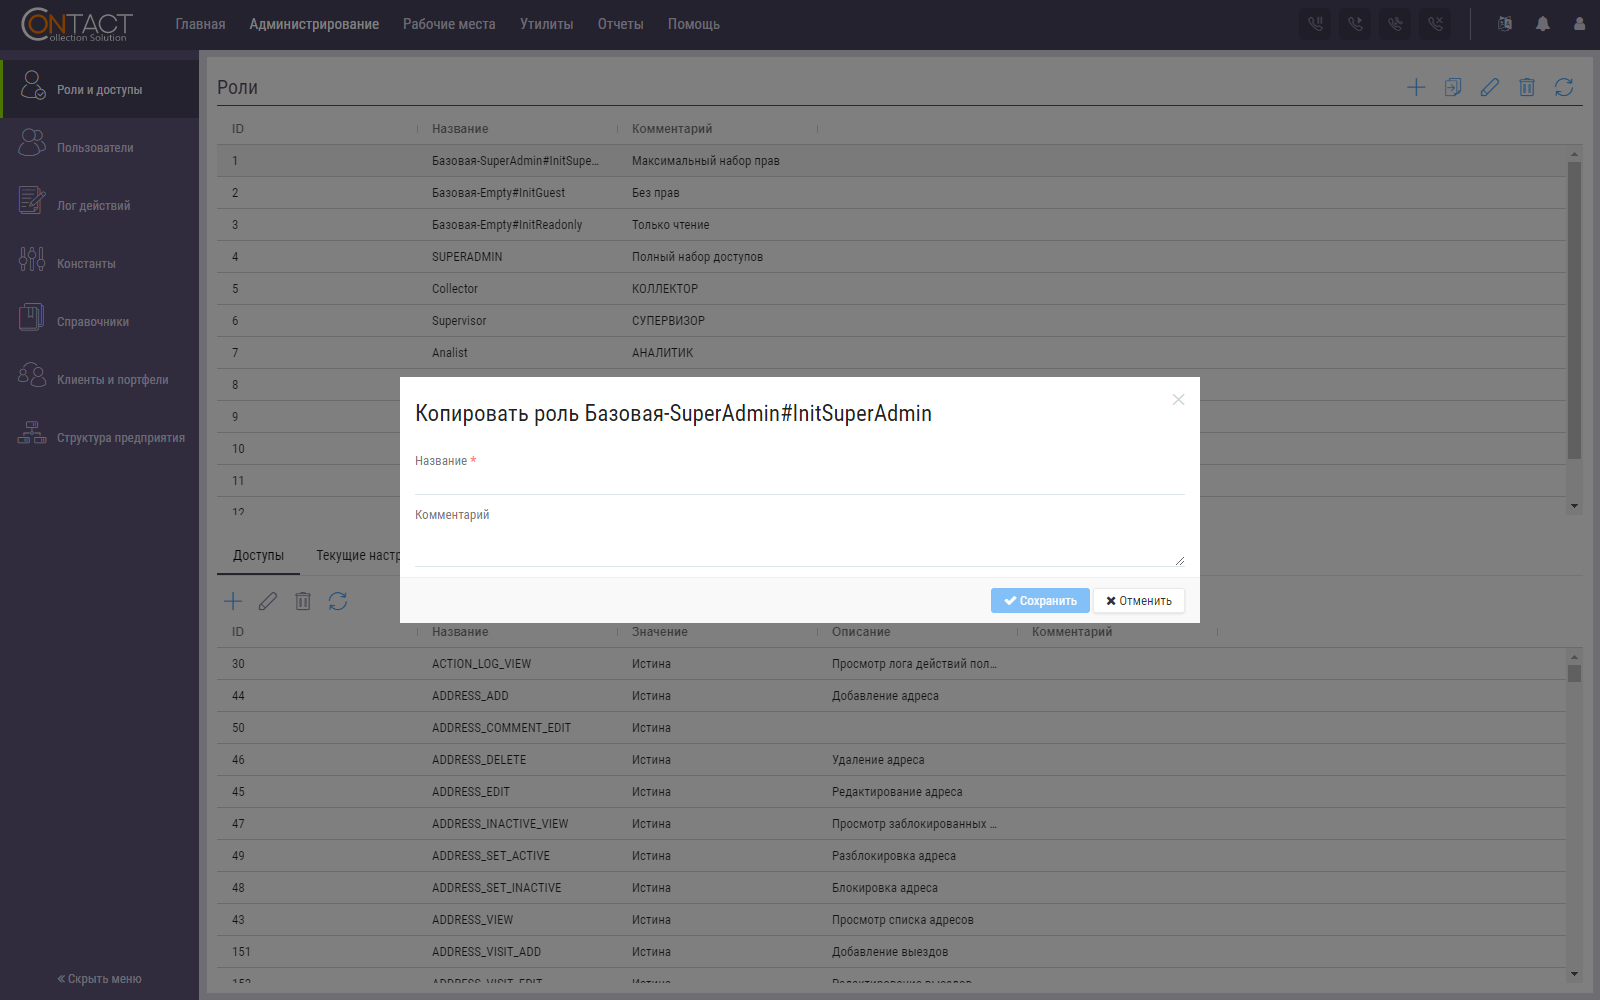 CONTACT
ollection Solution
Главная Администрирование Рабочие места Утилиты Отчеты Помощь
Роли и доступы
Пользователи
Лог действий
Константы
Справочники
Клиенты и портфели
Структура предприятия
« Скрыть меню
Роли
ID Название Комментарий
1 Базовая-SuperAdmin#InitSupe... Максимальный набор прав
2 Базовая-Empty#InitGuest Без прав
3 Базовая-Empty#InitReadonly Только чтение
4 SUPERADMIN Полный набор доступов
5 Collector КОЛЛЕКТОР
6 Supervisor СУПЕРВИЗОР
7 Analist АНАЛИТИК
8
9
10
11
12
Копировать роль Базовая-SuperAdmin#InitSuperAdmin
Название *
Комментарий
Сохранить Отменить
Доступы Текущие настр
ID Название Значение Описание Комментарий
30 ACTION_LOG_VIEW Истина Просмотр лога действий пол...
44 ADDRESS_ADD Истина Добавление адреса
50 ADDRESS_COMMENT_EDIT Истина
46 ADDRESS_DELETE Истина Удаление адреса
45 ADDRESS_EDIT Истина Редактирование адреса
47 ADDRESS_INACTIVE_VIEW Истина Просмотр заблокированных ...
49 ADDRESS_SET_ACTIVE Истина Разблокировка адреса
48 ADDRESS_SET_INACTIVE Истина Блокировка адреса
43 ADDRESS_VIEW Истина Просмотр списка адресов
151 ADDRESS_VISIT_ADD Истина Добавление выездов
152 ADDRESS_VISIT_EDIT Истина Редактирование выездов